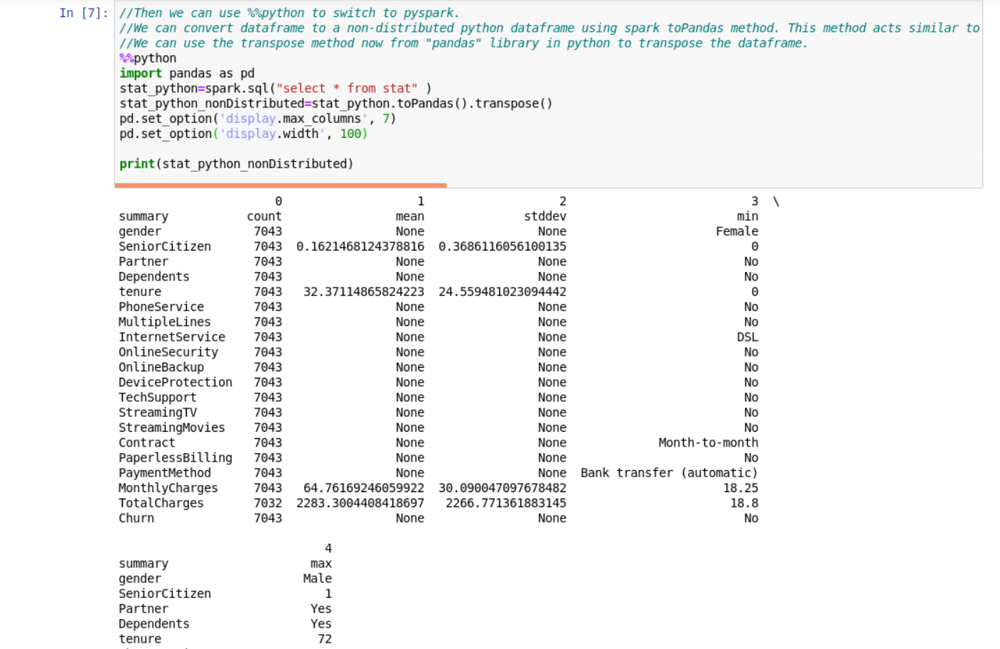 In [7]:
//Then we can use %%python to switch to pyspark.
//We can convert dataframe to a non-distributed python dataframe using spark toPandas method. This method acts similar to
//We can use the transpose method now from "pandas" library in python to transpose the dataframe.
%%python
import pandas as pd
stat_python=spark.sql("select * from stat" )
stat_python_nonDistributed=stat_python.toPandas().transpose()
pd.set_option('display.max_columns', 7)
pd.set_option('display.width', 100)
print(stat_python_nonDistributed)
0 1 2 3 \
summary count mean stddev min
gender 7043 None None Female
SeniorCitizen 7043 0.1621468124378816 0.3686116056100135 0
Partner 7043 None None No
Dependents 7043 None None No
tenure 7043 32.37114865824223 24.559481023094442 0
PhoneService 7043 None None No
MultipleLines 7043 None None No
InternetService 7043 None None DSL
OnlineSecurity 7043 None None No
OnlineBackup 7043 None None No
DeviceProtection 7043 None None No
TechSupport 7043 None None No
StreamingTV 7043 None None No
StreamingMovies 7043 None None No
Contract 7043 None None Month-to-month
PaperlessBilling 7043 None None No
PaymentMethod 7043 None None Bank transfer (automatic)
MonthlyCharges 7043 64.76169246059922 30.090047097678482 18.25
TotalCharges 7032 2283.3004408418697 2266.771361883145 18.8
Churn 7043 None None No
4
summary max
gender Male
SeniorCitizen 1
Partner Yes
Dependents Yes
tenure 72